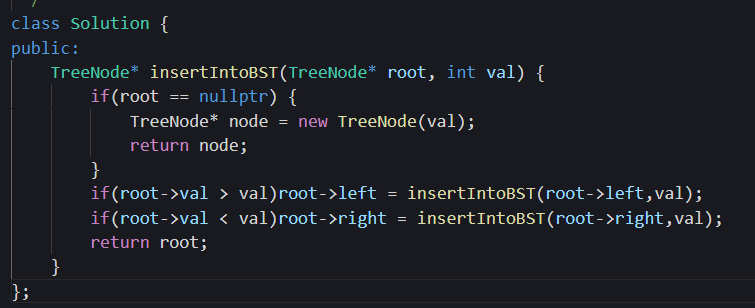 /
class Solution {
public:
    TreeNode* insertIntoBST(TreeNode* root, int val) {
        if(root == nullptr) {
            TreeNode* node = new TreeNode(val);
            return node;
        }
        if(root->val > val)root->left = insertIntoBST(root->left,val);
        if(root->val < val)root->right = insertIntoBST(root->right,val);
        return root;
    }
};